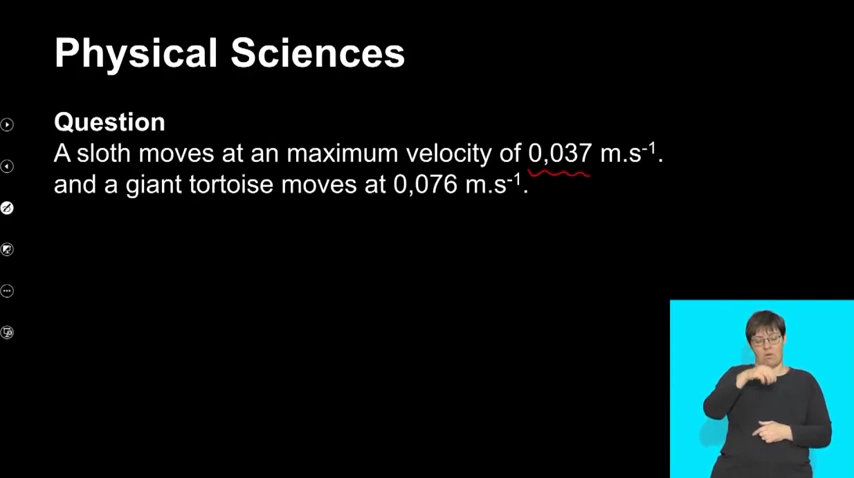 Physical Sciences
Question
A sloth moves at an maximum velocity of 0,037 m.s⁻¹.
and a giant tortoise moves at 0,076 m.s⁻¹.